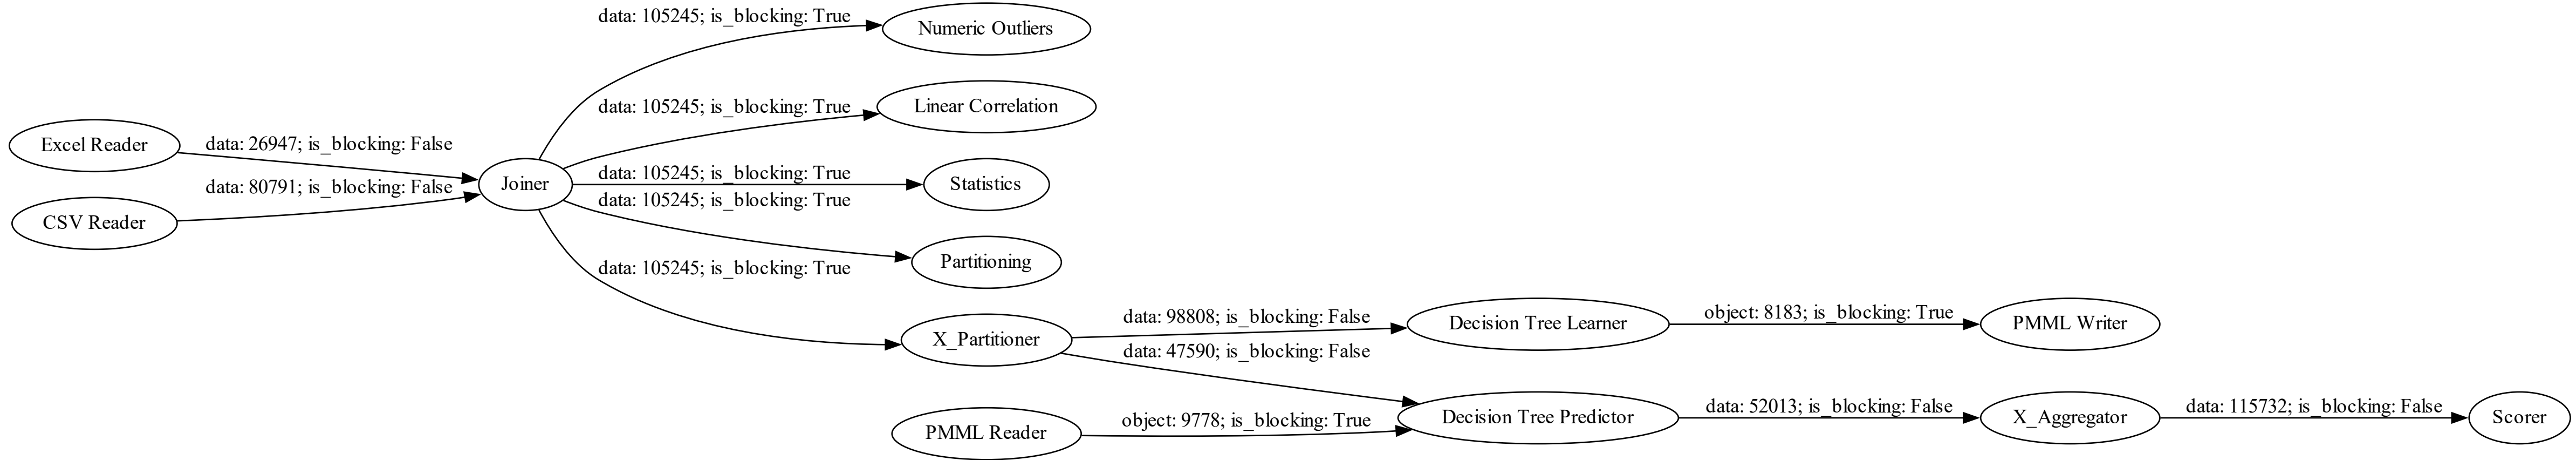 data: 105245; is_blocking: True
Numeric Outliers
data: 105245; is_blocking: True
Linear Correlation
Excel Reader
data: 26947; is_blocking: False
data: 105245; is_blocking: True
Joiner
Statistics
data: 80791; is_blocking: False
CSV Reader
data: 105245; is_blocking: True
Partitioning
data: 105245; is_blocking: True
X_Partitioner
data: 98808; is_blocking: False
Decision Tree Learner
object: 8183; is_blocking: True
PMML Writer
data: 47590; is_blocking: False
PMML Reader
object: 9778; is_blocking: True
Decision Tree Predictor
data: 52013; is_blocking: False
X_Aggregator
data: 115732; is_blocking: False
Scorer